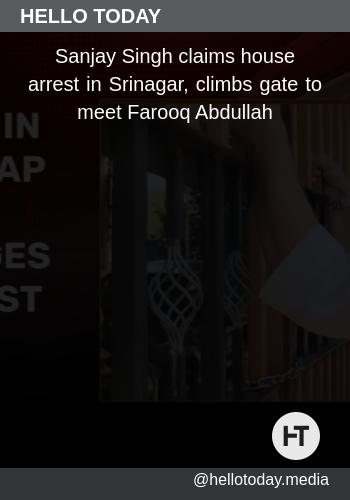 HELLO TODAY
Sanjay Singh claims house
arrest in Srinagar, climbs gate to
meet Farooq Abdullah
IN
AP
GES
ST
HT
@hellotoday.media